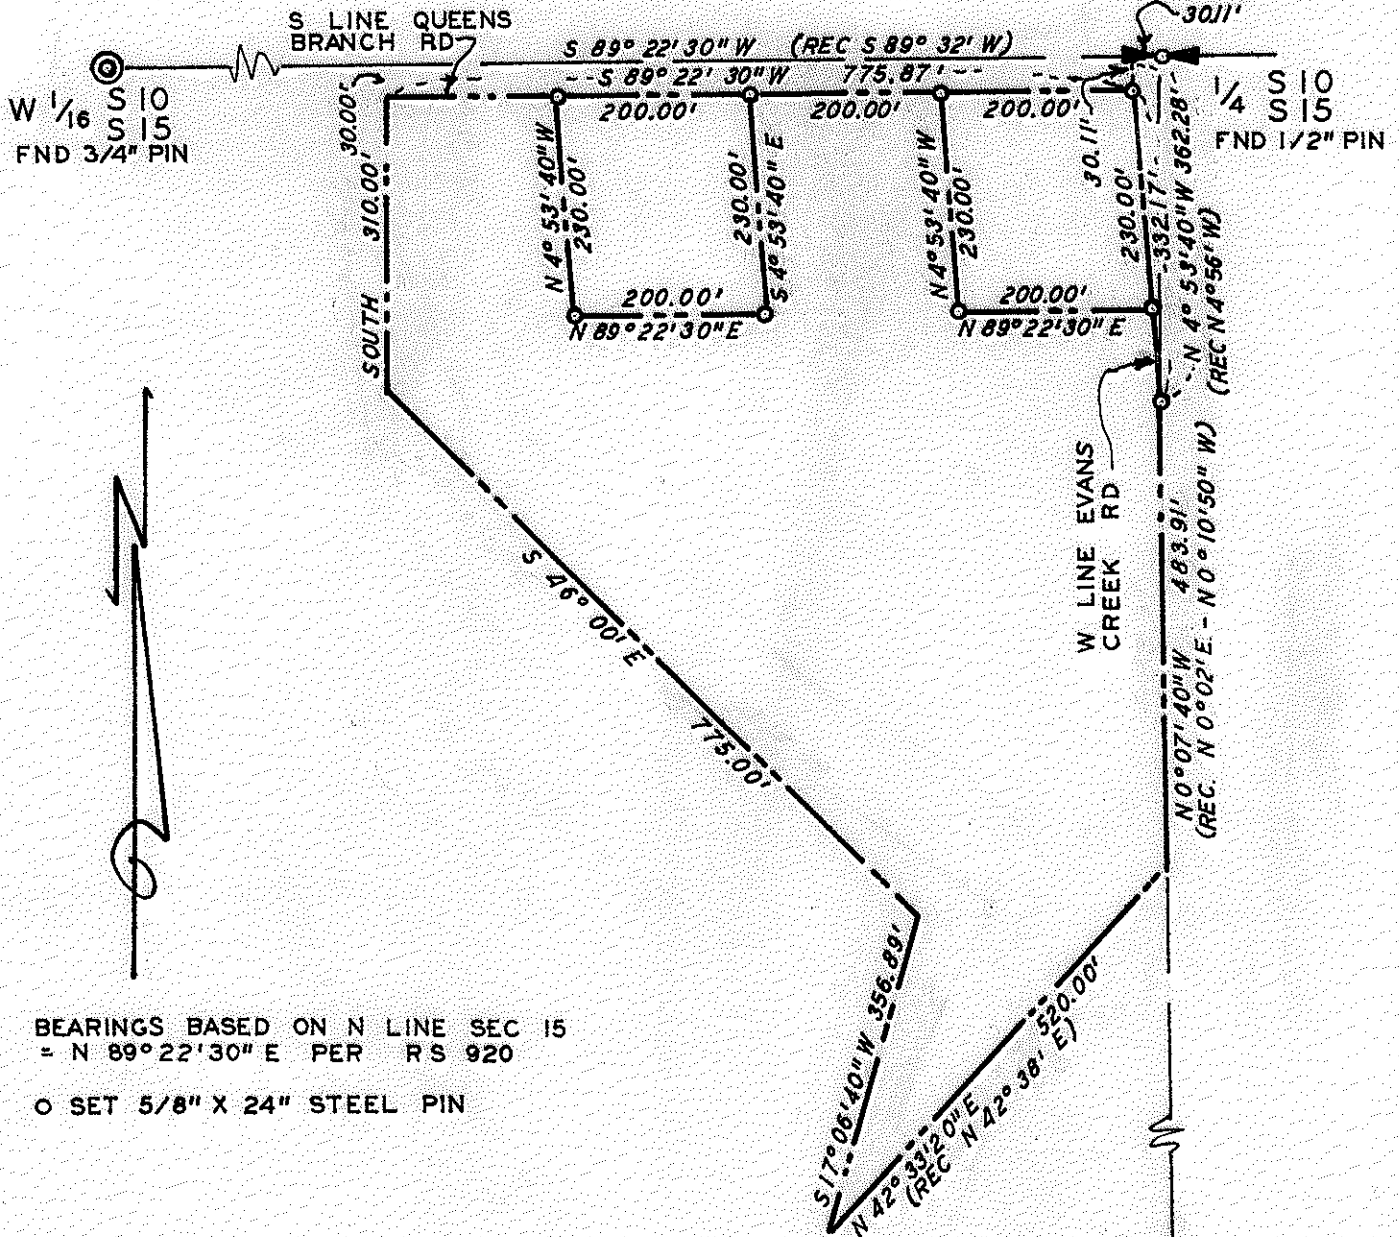 S LINE QUEENS
BRANCH RD
30.11'
S 89° 22' 30" W (REC S 89° 32' W)
S 89° 22' 30" W 775.87'
W 1/16 S 10
S 15
FND 3/4" PIN
1/4 S 10
S 15
FND 1/2" PIN
30.00'
200.00'
200.00'
200.00'
30.11'
310.00'
SOUTH
N 4° 53' 40" W
230.00'
230.00'
S 4° 53' 40" E
N 4° 53' 40" W
230.00'
230.00'
332.17'
N 4° 53' 40" W 362.28'
(REC N 4° 56' W)
200.00'
N 89° 22' 30" E
200.00'
N 89° 22' 30" E
W LINE EVANS
CREEK RD
S 46° 00' E
775.00'
N 0° 07' 40" W 483.91'
(REC. N 0° 02' E - N 0° 10' 50" W)
S 17° 06' 40" W 356.89'
520.00'
N 42° 33' 20" E
(REC N 42° 38' E)
BEARINGS BASED ON N LINE SEC 15
= N 89° 22' 30" E PER RS 920
O SET 5/8" X 24" STEEL PIN